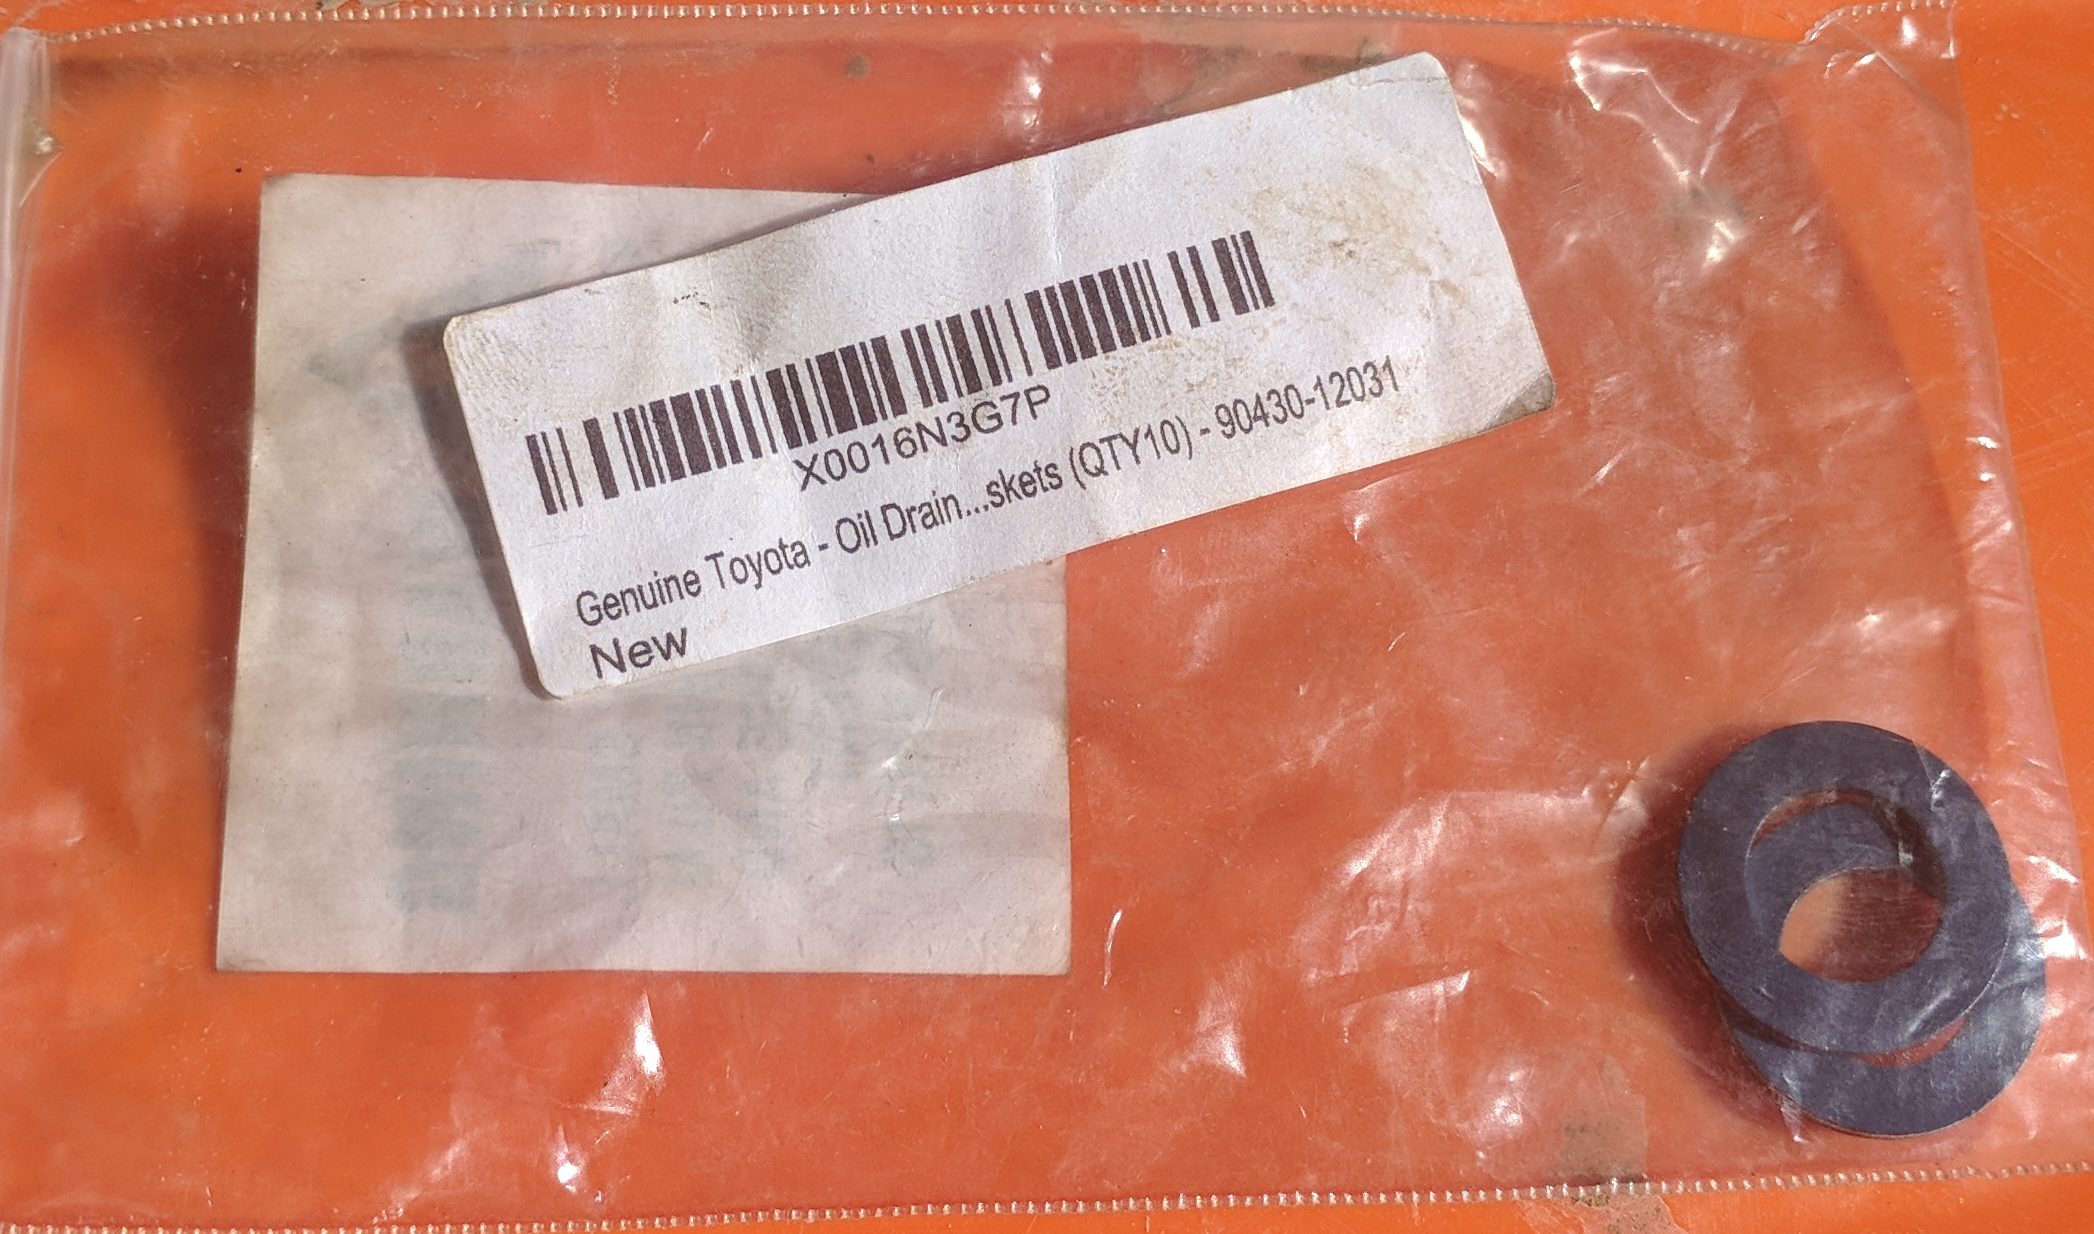 X0016N3G7P
Genuine Toyota - Oil Drain...skets (QTY10) - 90430-12031
New